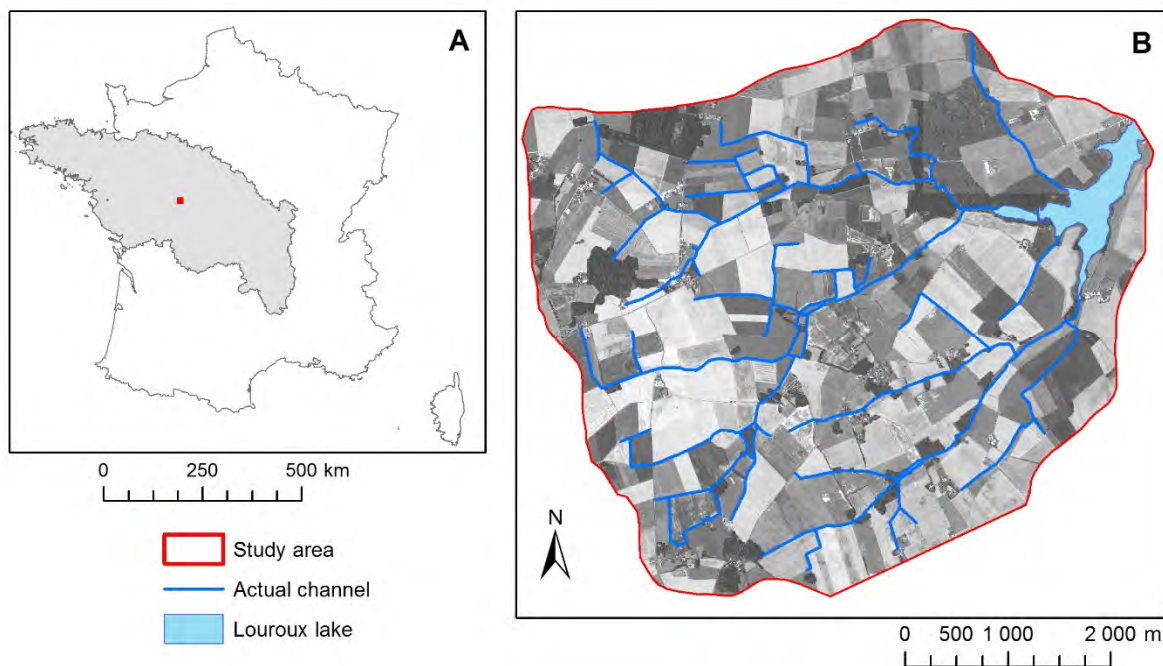 A
B
0 250 500 km
Study area
Actual channel
Louroux lake
N
0 500 1 000 2 000 m